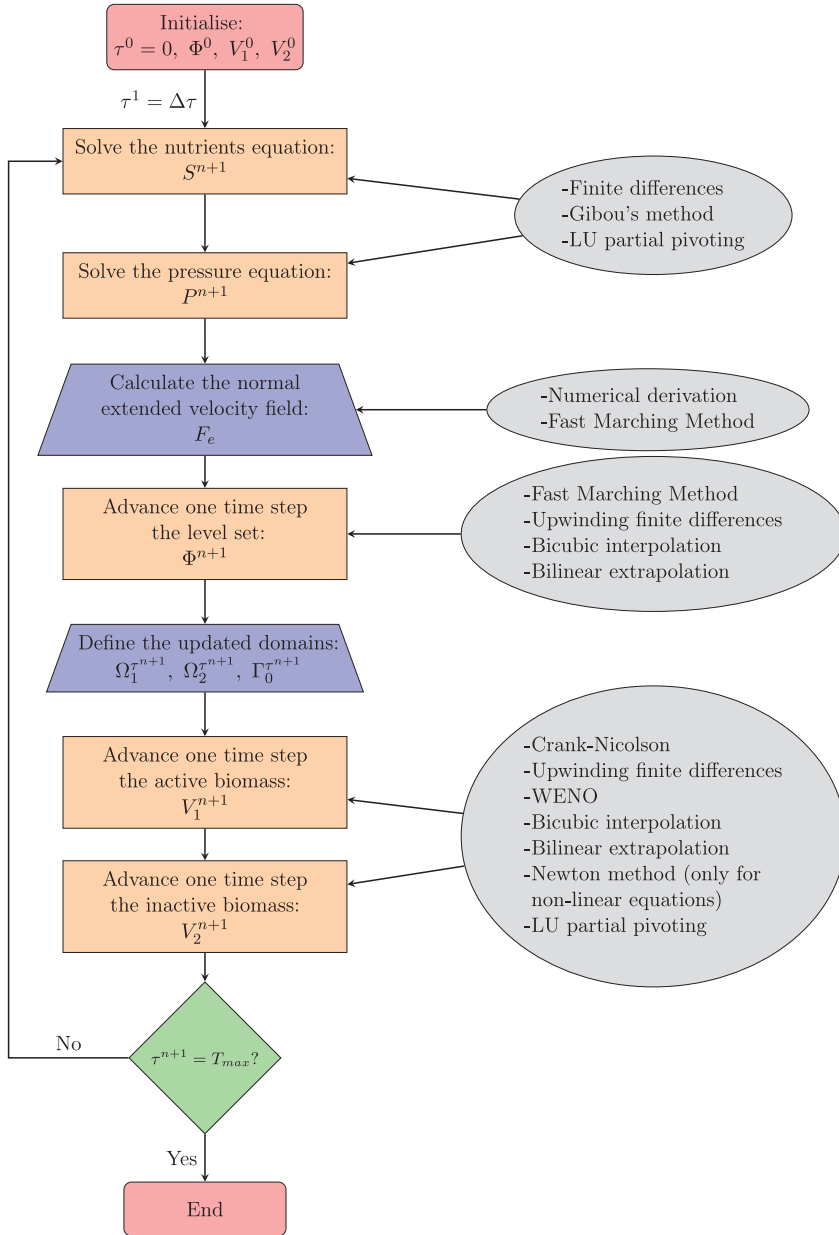 Initialise:
τ⁰ = 0, Φ⁰, V₁⁰, V₂⁰
τ¹ = Δτ
Solve the nutrients equation:
Sⁿ⁺¹
-Finite differences
-Gibou's method
-LU partial pivoting
Solve the pressure equation:
Pⁿ⁺¹
Calculate the normal
extended velocity field:
Fₑ
-Numerical derivation
-Fast Marching Method
Advance one time step
the level set:
Φⁿ⁺¹
-Fast Marching Method
-Upwinding finite differences
-Bicubic interpolation
-Bilinear extrapolation
Define the updated domains:
Ω₁^{τⁿ⁺¹}, Ω₂^{τⁿ⁺¹}, Γ₀^{τⁿ⁺¹}
Advance one time step
the active biomass:
V₁ⁿ⁺¹
-Crank-Nicolson
-Upwinding finite differences
-WENO
-Bicubic interpolation
-Bilinear extrapolation
-Newton method (only for
non-linear equations)
-LU partial pivoting
Advance one time step
the inactive biomass:
V₂ⁿ⁺¹
τⁿ⁺¹ = T_{max}?
No
Yes
End